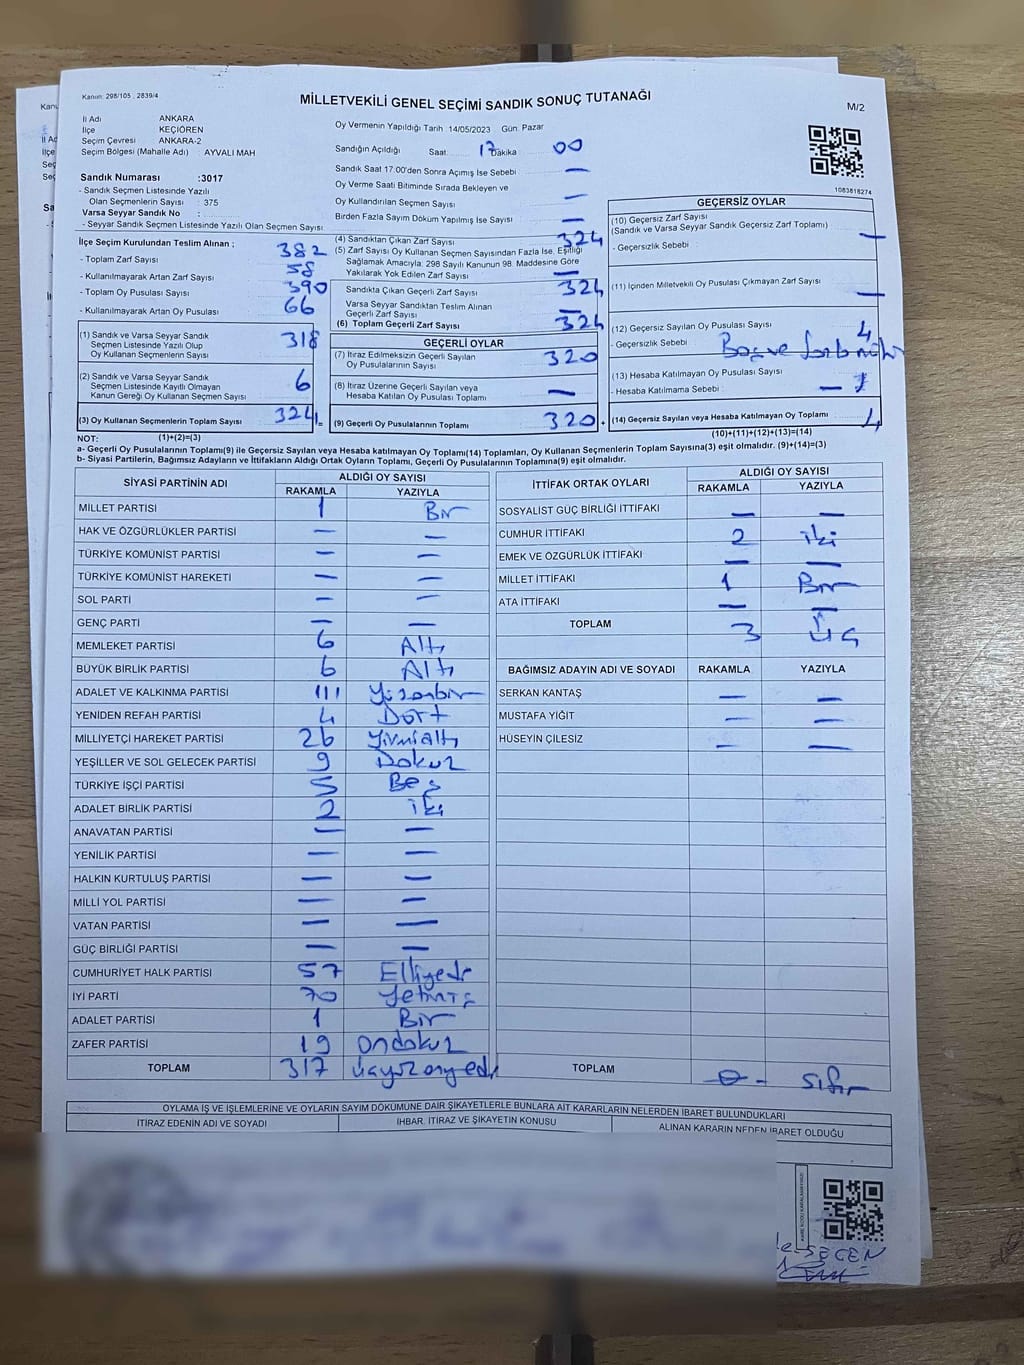 Kanun: 298/105 , 2839/4
MİLLETVEKİLİ GENEL SEÇİMİ SANDIK SONUÇ TUTANAĞI
M/2
İl Adı ANKARA
İlçe KEÇİÖREN
Seçim Çevresi ANKARA-2
Seçim Bölgesi (Mahalle Adı) AYVALI MAH
Oy Vermenin Yapıldığı Tarih 14/05/2023 Gün: Pazar
Sandığın Açıldığı Saat 17 Dakika 00
Sandık Saat 17.00'den Sonra Açımış İse Sebebi : —
Oy Verme Saati Bitiminde Sırada Bekleyen ve
Oy Kullandırılan Seçmen Sayısı —
Birden Fazla Sayım Döküm Yapılmış İse Sayısı —
1083818274
Sandık Numarası :3017
- Sandık Seçmen Listesinde Yazılı
Olan Seçmenlerin Sayısı : 375
Varsa Seyyar Sandık No :
- Seyyar Sandık Seçmen Listesinde Yazılı Olan Seçmen Sayısı
İlçe Seçim Kurulundan Teslim Alınan ;
- Toplam Zarf Sayısı 382
- Kullanılmayarak Artan Zarf Sayısı 58
- Toplam Oy Pusulası Sayısı 390
- Kullanılmayarak Artan Oy Pusulası 66
(1) Sandık ve Varsa Seyyar Sandık
Seçmen Listesinde Yazılı Olup
Oy Kullanan Seçmenlerin Sayısı 318
(2) Sandık ve Varsa Seyyar Sandık
Seçmen Listesinde Kayıtlı Olmayan
Kanun Gereği Oy Kullanan Seçmen Sayısı 6
(3) Oy Kullanan Seçmenlerin Toplam Sayısı 324 =
(4) Sandıktan Çıkan Zarf Sayısı 324
(5) Zarf Sayısı Oy Kullanan Seçmen Sayısından Fazla İse, Eşitliği
Sağlamak Amacıyla, 298 Sayılı Kanunun 98. Maddesine Göre
Yakılarak Yok Edilen Zarf Sayısı —
Sandıkta Çıkan Geçerli Zarf Sayısı 324
Varsa Seyyar Sandıktan Teslim Alınan
Geçerli Zarf Sayısı —
(6) Toplam Geçerli Zarf Sayısı 324
GEÇERLİ OYLAR
(7) İtiraz Edilmeksizin Geçerli Sayılan
Oy Pusulalarının Sayısı 320
(8) İtiraz Üzerine Geçerli Sayılan veya
Hesaba Katılan Oy Pusulası Toplamı —
(9) Geçerli Oy Pusulalarının Toplamı 320 +
GEÇERSİZ OYLAR
(10) Geçersiz Zarf Sayısı
(Sandık ve Varsa Seyyar Sandık Geçersiz Zarf Toplamı) —
- Geçersizlik Sebebi :
(11) İçinden Milletvekili Oy Pusulası Çıkmayan Zarf Sayısı —
(12) Geçersiz Sayılan Oy Pusulası Sayısı 4
- Geçersizlik Sebebi : Boş ve
(13) Hesaba Katılmayan Oy Pusulası Sayısı
- Hesaba Katılmama Sebebi : —
(14) Geçersiz Sayılan veya Hesaba Katılmayan Oy Toplamı 4
NOT: (1)+(2)=(3) (10)+(11)+(12)+(13)=(14)
a- Geçerli Oy Pusulalarının Toplamı(9) ile Geçersiz Sayılan veya Hesaba katılmayan Oy Toplamı(14) Toplamları, Oy Kullanan Seçmenlerin Toplam Sayısına(3) eşit olmalıdır. (9)+(14)=(3)
b- Siyasi Partilerin, Bağımsız Adayların ve İttifakların Aldığı Oyların Toplamı, Geçerli Oy Pusulalarının Toplamına(9) eşit olmalıdır.
SİYASİ PARTİNİN ADI ALDIĞI OY SAYISI
RAKAMLA YAZIYLA
MİLLET PARTİSİ 1 Bir
HAK VE ÖZGÜRLÜKLER PARTİSİ — —
TÜRKİYE KOMÜNİST PARTİSİ — —
TÜRKİYE KOMÜNİST HAREKETİ — —
SOL PARTİ — —
GENÇ PARTİ — —
MEMLEKET PARTİSİ 6 Altı
BÜYÜK BİRLİK PARTİSİ 6 Altı
ADALET VE KALKINMA PARTİSİ 111 Yüzonbir
YENİDEN REFAH PARTİSİ 4 Dört
MİLLİYETÇİ HAREKET PARTİSİ 26 Yirmialtı
YEŞİLLER VE SOL GELECEK PARTİSİ 9 Dokuz
TÜRKİYE İŞÇİ PARTİSİ 5 Beş
ADALET BİRLİK PARTİSİ 2 iki
ANAVATAN PARTİSİ — —
YENİLİK PARTİSİ — —
HALKIN KURTULUŞ PARTİSİ — —
MİLLİ YOL PARTİSİ — —
VATAN PARTİSİ — —
GÜÇ BİRLİĞİ PARTİSİ — —
CUMHURİYET HALK PARTİSİ 57 Elliyedi
İYİ PARTİ 70 Yetmiş
ADALET PARTİSİ 1 Bir
ZAFER PARTİSİ 19 Ondokuz
TOPLAM 317 üçyüzonyedi
İTTİFAK ORTAK OYLARI ALDIĞI OY SAYISI
RAKAMLA YAZIYLA
SOSYALİST GÜÇ BİRLİĞİ İTTİFAKI — —
CUMHUR İTTİFAKI 2 iki
EMEK VE ÖZGÜRLÜK İTTİFAKI — —
MİLLET İTTİFAKI 1 Bir
ATA İTTİFAKI — —
TOPLAM 3 Üç
BAĞIMSIZ ADAYIN ADI VE SOYADI RAKAMLA YAZIYLA
SERKAN KANTAŞ — —
MUSTAFA YİĞİT — —
HÜSEYİN ÇİLESİZ — —
TOPLAM 0 - sıfır
OYLAMA İŞ VE İŞLEMLERİNE VE OYLARIN SAYIM DÖKÜMÜNE DAİR ŞİKAYETLERLE BUNLARA AİT KARARLARIN NELERDEN İBARET BULUNDUKLARI
İTİRAZ EDENİN ADI VE SOYADI İHBAR, İTİRAZ VE ŞİKAYETİN KONUSU ALINAN KARARIN NEDEN İBARET OLDUĞU
SEÇEN